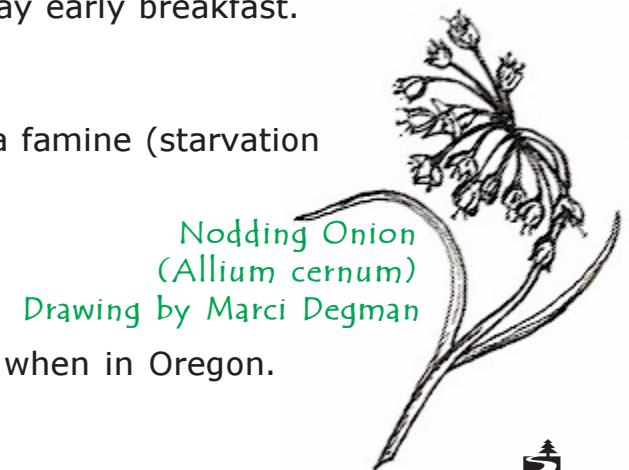 ay early breakfast.
a famine (starvation
Nodding Onion
(Allium cernum)
Drawing by Marci Degman
when in Oregon.